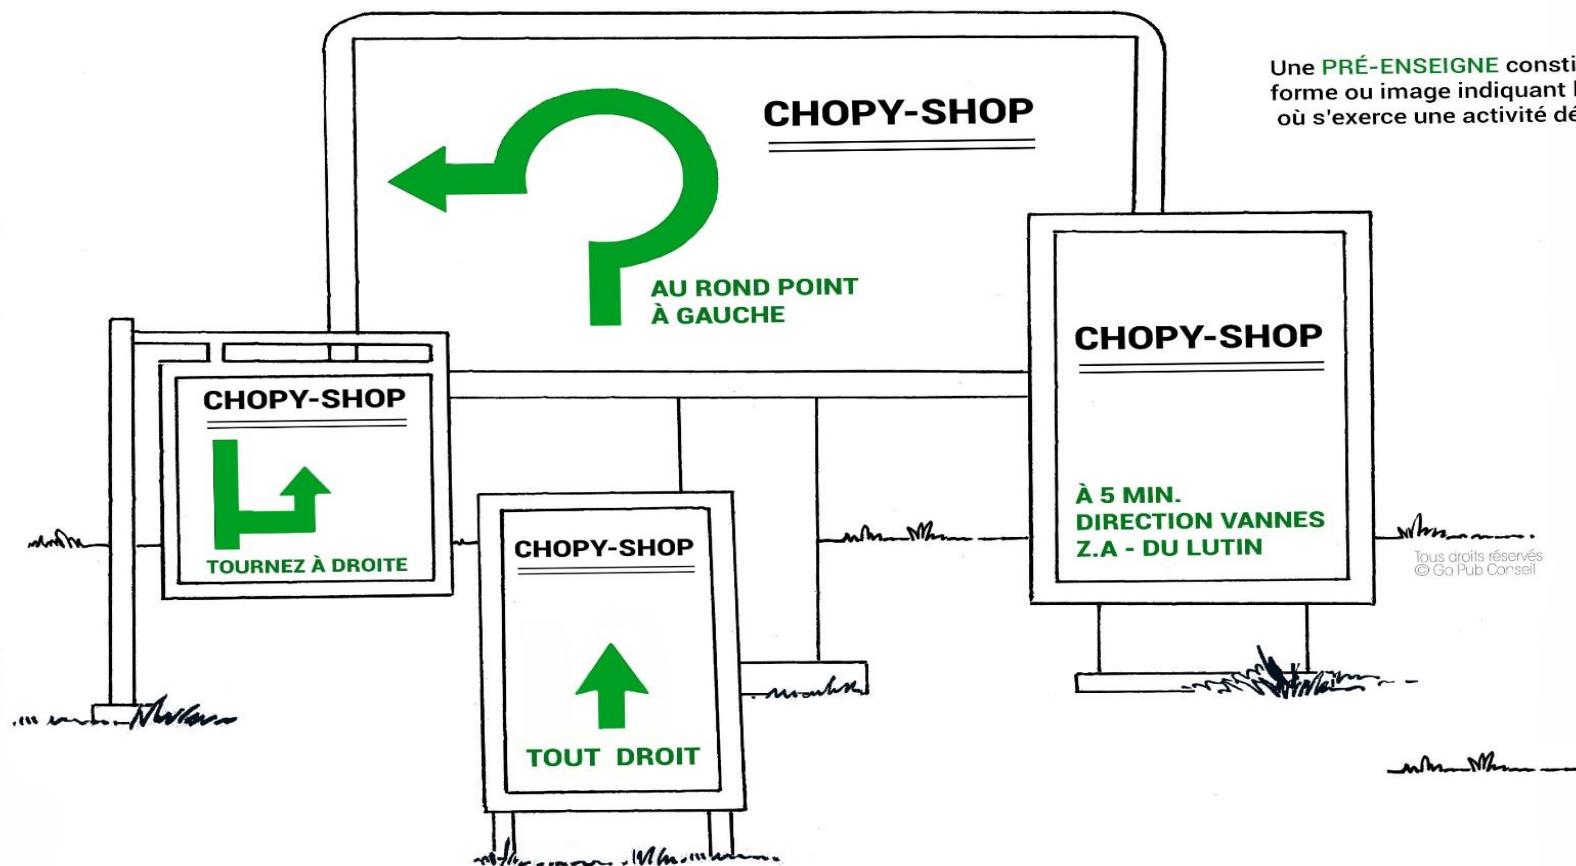 Une PRÉ-ENSEIGNE
forme ou image indiquant
où s'exerce une activité
CHOPY-SHOP
AU ROND POINT
À GAUCHE
CHOPY-SHOP
À 5 MIN.
DIRECTION VANNES
Z.A - DU LUTIN
CHOPY-SHOP
TOURNEZ À DROITE
CHOPY-SHOP
TOUT DROIT
Tous droits réservés
© Go Pub Conseil